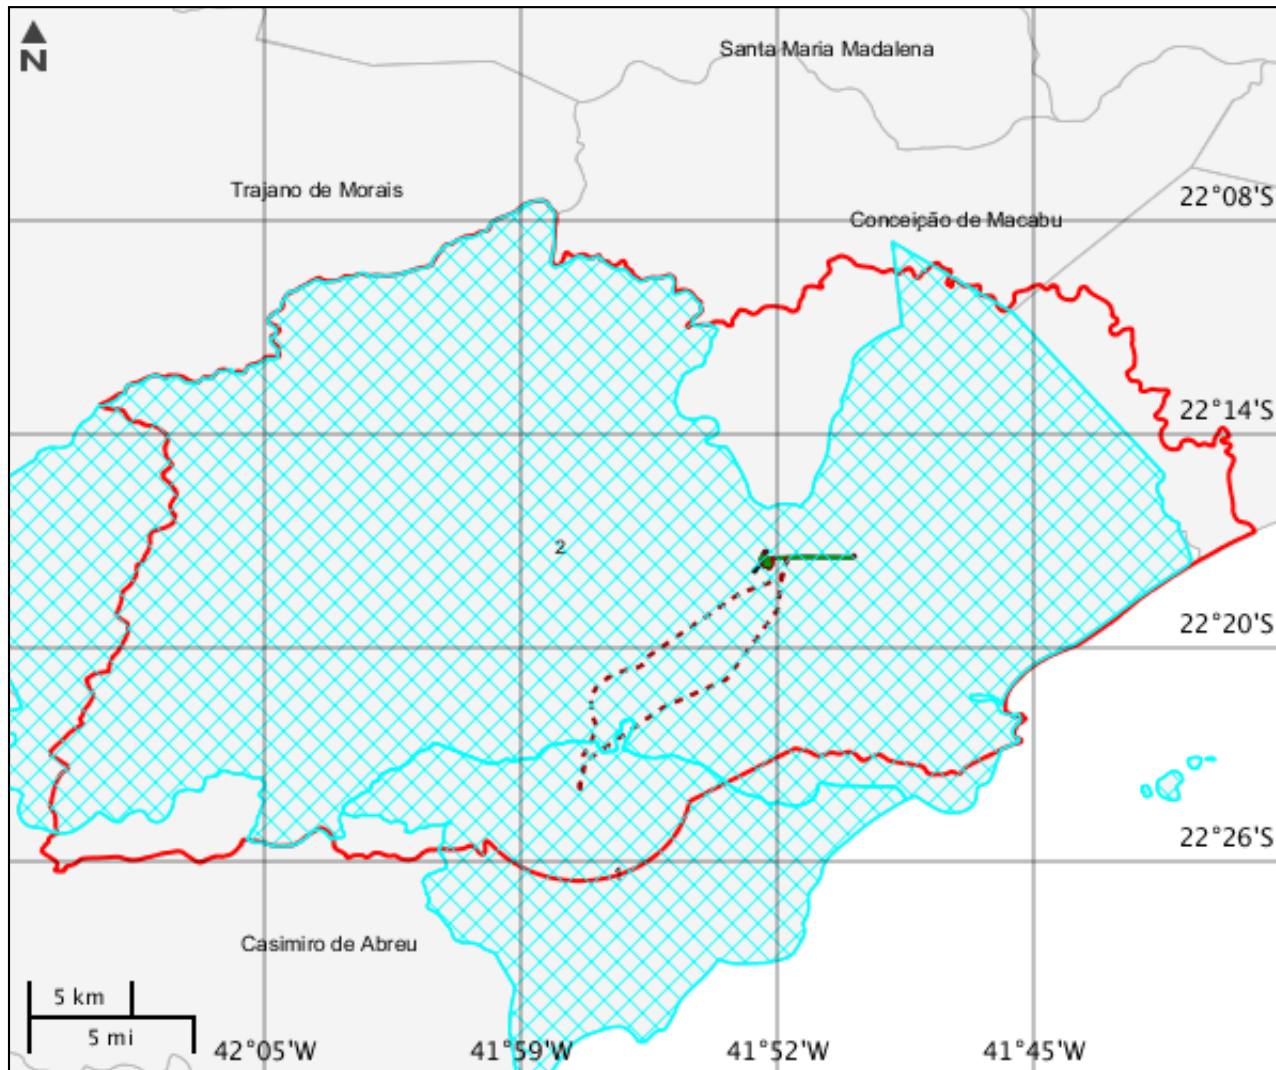 N
Santa Maria Madalena
Trajano de Morais
22°08'S
Conceição de Macabu
22°14'S
2
22°20'S
22°26'S
Casimiro de Abreu
5 km
5 mi
42°05'W
41°59'W
41°52'W
41°45'W